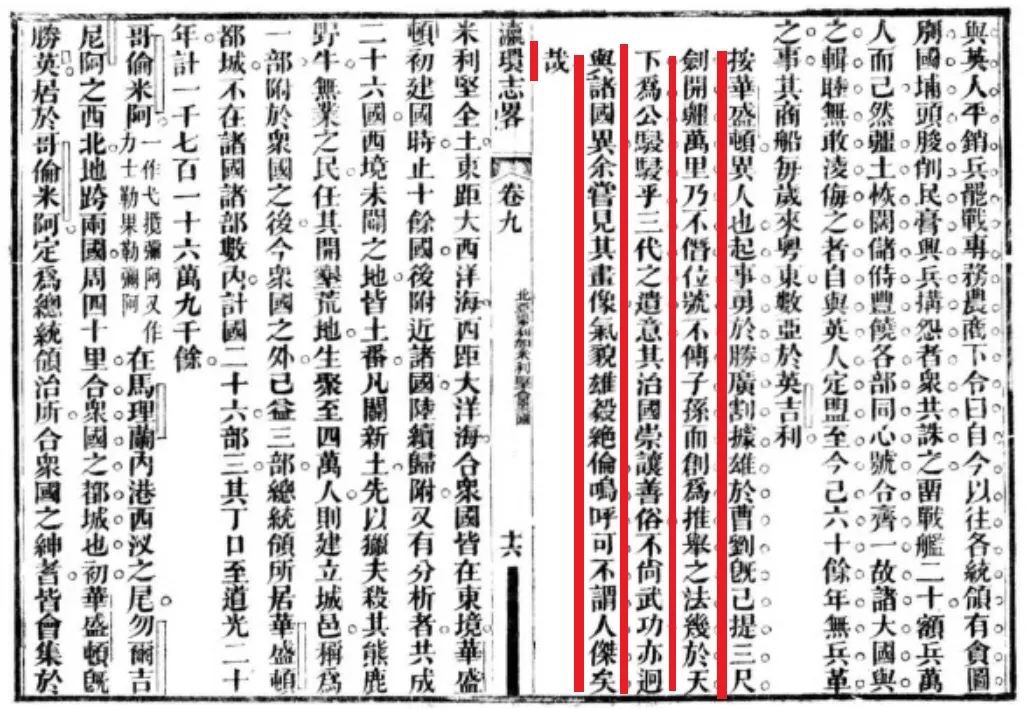 與英人平銷兵罷戰專務農商下令曰自今以往各統領有貪圖
別國埔頭朘削民膏興兵搆怨者衆共誅之留戰艦二十額兵萬
人而已然疆土恢闊儲偫豐饒各部同心號令齊一故諸大國與
之輯睦無敢淩侮之者自與英人定盟至今已六十餘年無兵革
之事其商船每歲來粵東數亞於英吉利
按華盛頓異人也起事勇於勝廣割據雄於曹劉旣已提三尺
劍開疆萬里乃不僭位號不傳子孫而創爲推舉之法幾於天
下爲公駸駸乎三代之遺意其治國崇讓善俗不尙武功亦迥
與諸國異余嘗見其畫像氣貌雄毅絶倫嗚呼可不謂人傑矣
哉
瀛環志畧 卷九 北亞墨利加米利堅合衆國 十六
米利堅全土東距大西洋海西距大洋海合衆國皆在東境華盛
頓初建國時止十餘國後附近諸國陸續歸附又有分析者共成
二十六國西境未闢之地皆土番凡闢新土先以獵夫殺其熊鹿
野牛無業之民任其開墾荒地生聚至四萬人則建立城邑稱爲
一部附於衆國之後今衆國之外已益三部總統領所居華盛頓
都城不在諸國諸部數內計國二十六部三其丁口至道光二十
年計一千七百一十六萬九千餘
哥倫米阿一作戈攬彌阿又作力士勒果勒彌阿在馬理蘭內港西汊之尾勿爾吉
尼阿之西北地跨兩國周四十里合衆國之都城也初華盛頓旣
勝英居於哥倫米阿定爲總統領治所合衆國之紳耆皆會集於